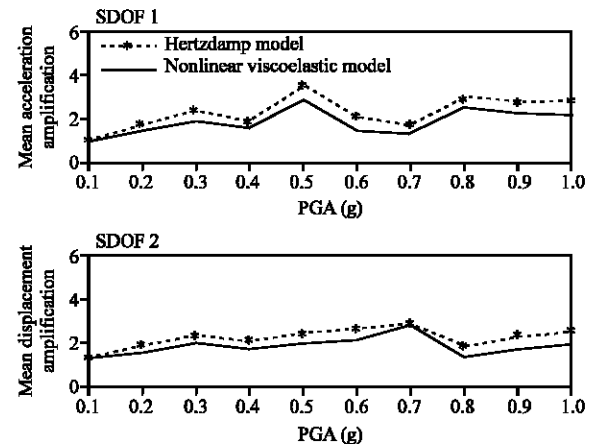 SDOF 1
6
4
2
0
Mean acceleration
amplification
Hertzdamp model
Nonlinear viscoelastic model
0.1 0.2 0.3 0.4 0.5 0.6 0.7 0.8 0.9 1.0
PGA (g)
SDOF 2
6
4
2
0
Mean displacement
amplification
0.1 0.2 0.3 0.4 0.5 0.6 0.7 0.8 0.9 1.0
PGA (g)